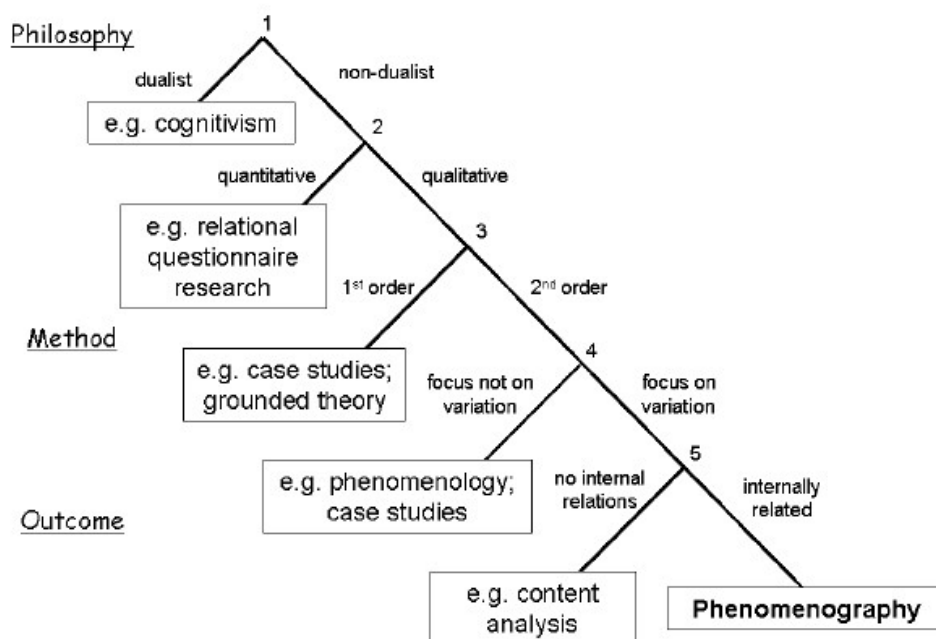 1
Philosophy
dualist
non-dualist
e.g. cognitivism
2
quantitative
qualitative
e.g. relational
questionnaire
research
3
1st order
2nd order
Method
e.g. case studies;
grounded theory
4
focus not on
variation
focus on
variation
5
e.g. phenomenology;
case studies
no internal
relations
internally
related
Outcome
e.g. content
analysis
Phenomenography